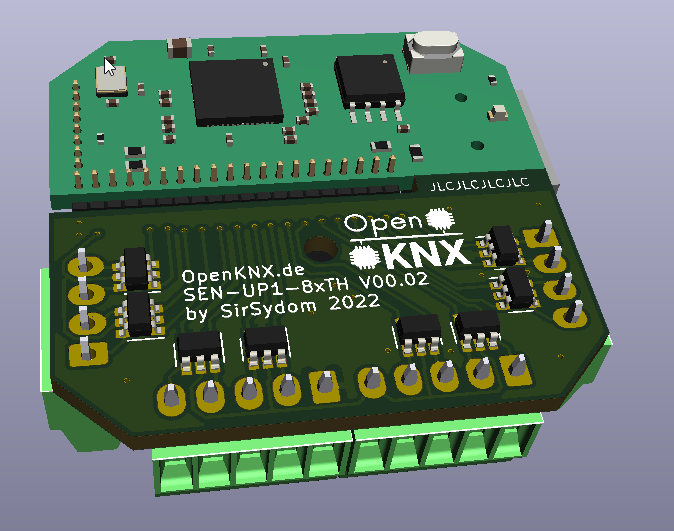 JLCJLCJLCJLC
Open
KNX
OpenKNX.de
SEN-UP1-8xTH V00.02
by SirSydom 2022